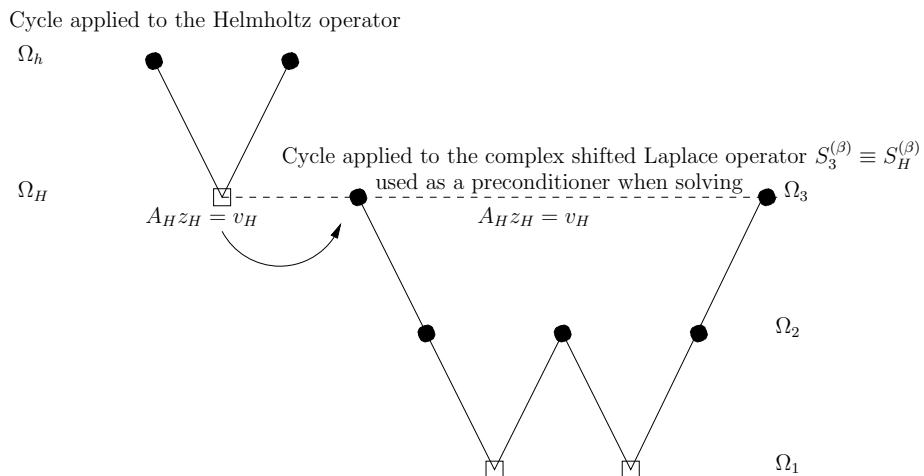 Cycle applied to the Helmholtz operator
Ω_h
Cycle applied to the complex shifted Laplace operator S_3^{(β)} ≡ S_H^{(β)}
used as a preconditioner when solving
Ω_H
Ω_3
A_H z_H = v_H
A_H z_H = v_H
Ω_2
Ω_1